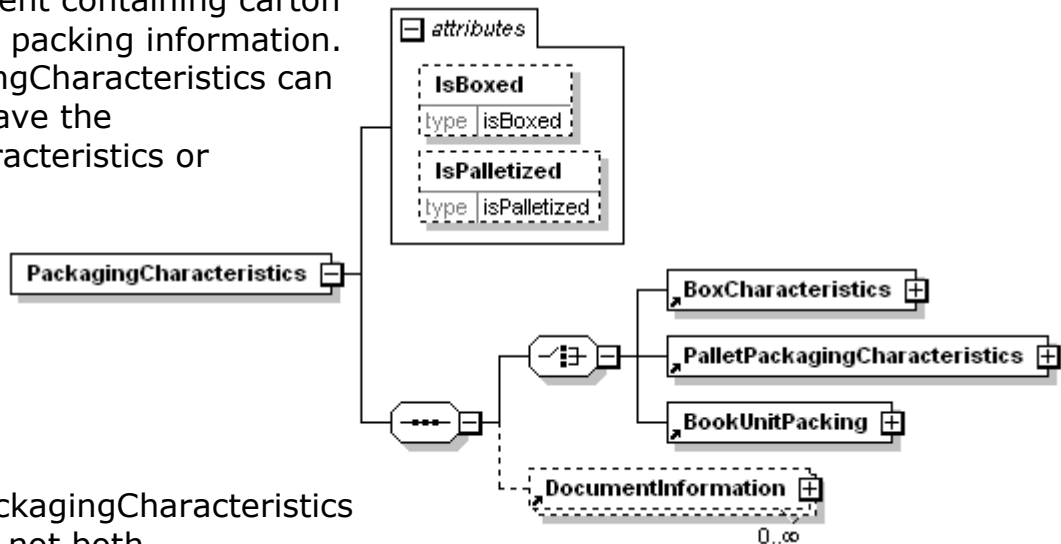 ent containing carton
packing information.
ngCharacteristics can
ave the
racteristics or
attributes
IsBoxed
type isBoxed
IsPalletized
type isPalletized
PackagingCharacteristics
BoxCharacteristics
PalletPackagingCharacteristics
BookUnitPacking
DocumentInformation
0..∞
ckagingCharacteristics
not both